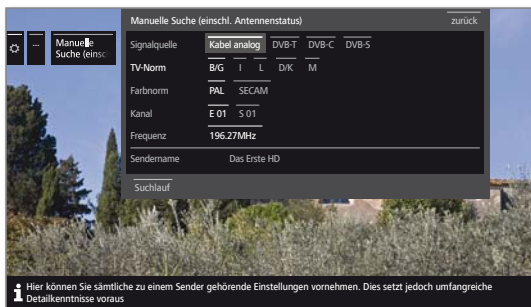 Manuelle Suche (einschl. Antennenstatus) zurück
... Manuelle
Suche (einsc
Signalquelle Kabel analog DVB-T DVB-C DVB-S
TV-Norm B/G I L D/K M
Farbnorm PAL SECAM
Kanal E 01 S 01
Frequenz 196.27MHz
Sendername Das Erste HD
Suchlauf
i Hier können Sie sämtliche zu einem Sender gehörende Einstellungen vornehmen. Dies setzt jedoch umfangreiche
Detailkenntnisse voraus